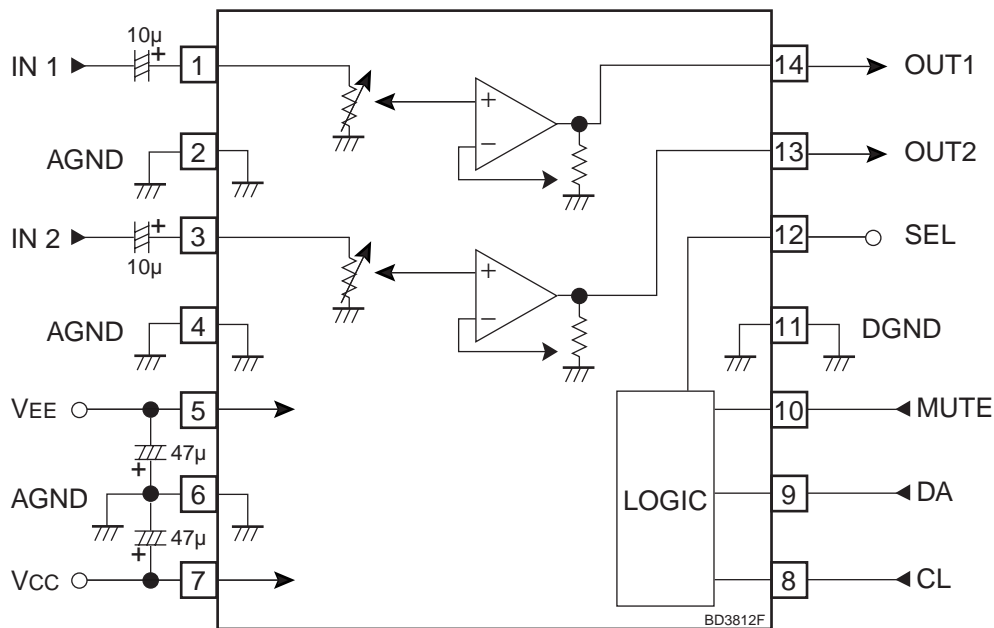 10µ
+
IN 1
1
+
−
14
OUT1
AGND
2
13
OUT2
IN 2
+
3
10µ
+
−
12
SEL
AGND
4
11
DGND
VEE
5
10
MUTE
47µ
+
AGND
6
LOGIC
9
DA
47µ
+
VCC
7
8
CL
BD3812F